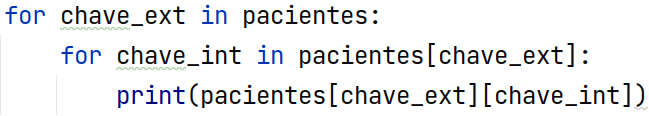 for chave_ext in pacientes:
    for chave_int in pacientes[chave_ext]:
        print(pacientes[chave_ext][chave_int])